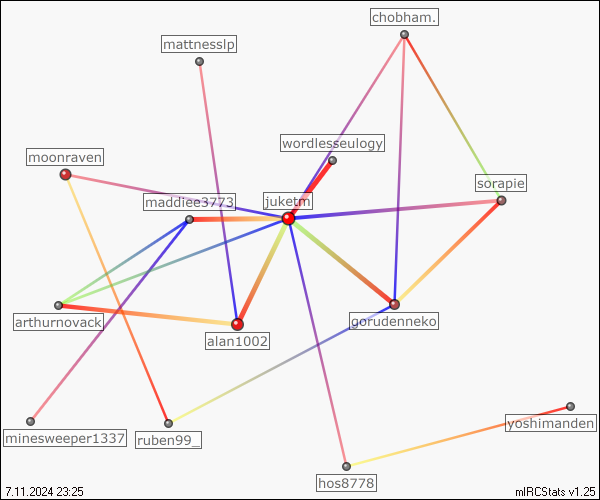 chobham.
mattnesslp
wordlesseulogy
moonraven
sorapie
maddiee3773
juketm
arthurnovack
gorudenneko
alan1002
yoshimanden
minesweeper1337
ruben99_
hos8778
7.11.2024 23:25
mIRCStats v1.25